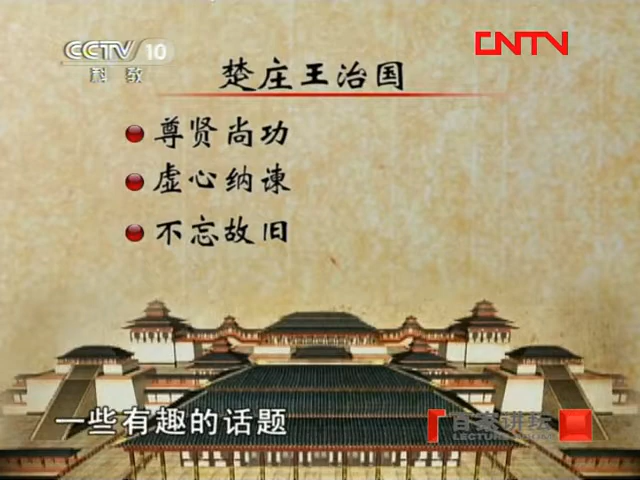 CCTV 10
科教
CNTV
楚庄王治国
尊贤尚功
虚心纳谏
不忘故旧
一些有趣的话题
百家讲坛
LECTURE ROOM